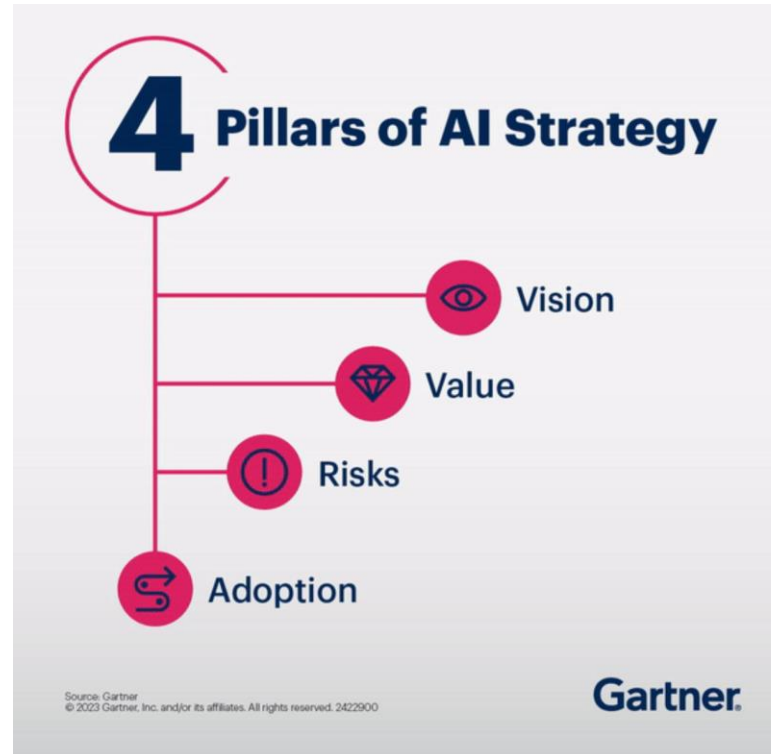 4 Pillars of AI Strategy
Vision
Value
Risks
Adoption
Source: Gartner
© 2023 Gartner, Inc. and/or its affiliates. All rights reserved. 2422900
Gartner®